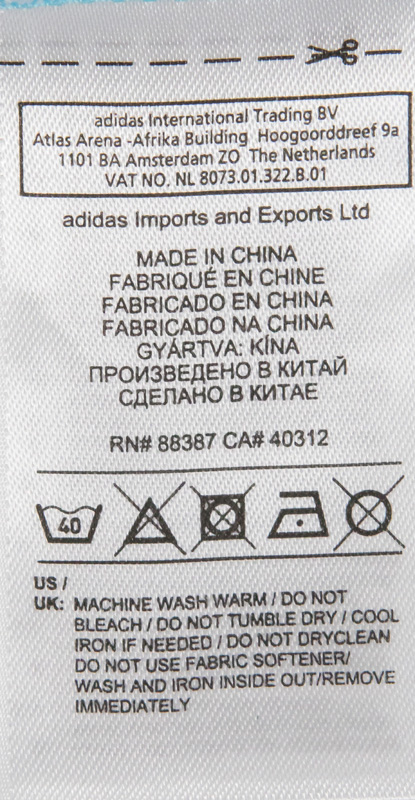 adidas International Trading BV
Atlas Arena -Afrika Building Hoogoorddreef 9a
1101 BA Amsterdam ZO The Netherlands
VAT NO. NL 8073.01.322.B.01
adidas Imports and Exports Ltd
MADE IN CHINA
FABRIQUÉ EN CHINE
FABRICADO EN CHINA
FABRICADO NA CHINA
GYÁRTVA: KÍNA
ПРОИЗВЕДЕНО В КИТАЙ
СДЕЛАНО В КИТАЕ
RN# 88387 CA# 40312
40
US /
UK: MACHINE WASH WARM / DO NOT
BLEACH / DO NOT TUMBLE DRY / COOL
IRON IF NEEDED / DO NOT DRYCLEAN
DO NOT USE FABRIC SOFTENER/
WASH AND IRON INSIDE OUT/REMOVE
IMMEDIATELY